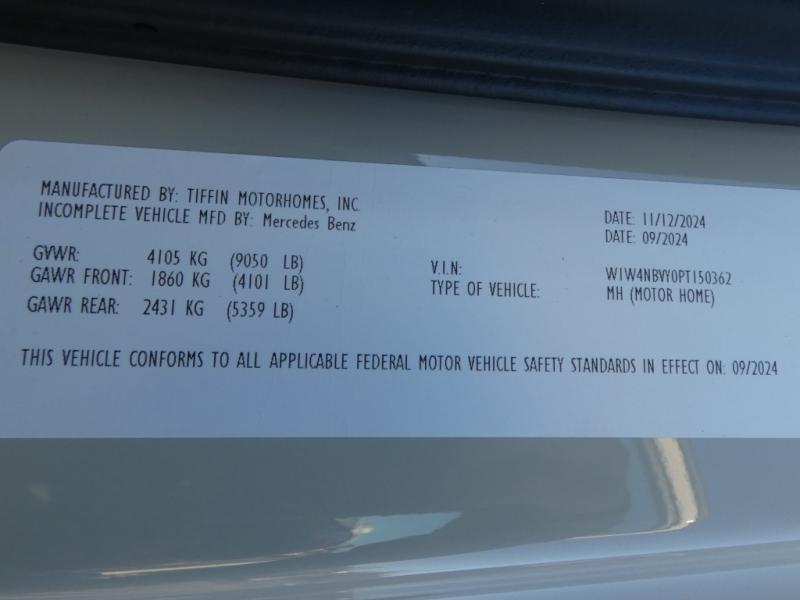 MANUFACTURED BY: TIFFIN MOTORHOMES, INC.
DATE: 11/12/2024
INCOMPLETE VEHICLE MFD BY: Mercedes Benz
DATE: 09/2024
GVWR: 4105 KG (9050 LB)
GAWR FRONT: 1860 KG (4101 LB)
GAWR REAR: 2431 KG (5359 LB)
V.I.N: W1W4NBVY0PT150362
TYPE OF VEHICLE: MH (MOTOR HOME)
THIS VEHICLE CONFORMS TO ALL APPLICABLE FEDERAL MOTOR VEHICLE SAFETY STANDARDS IN EFFECT ON: 09/2024